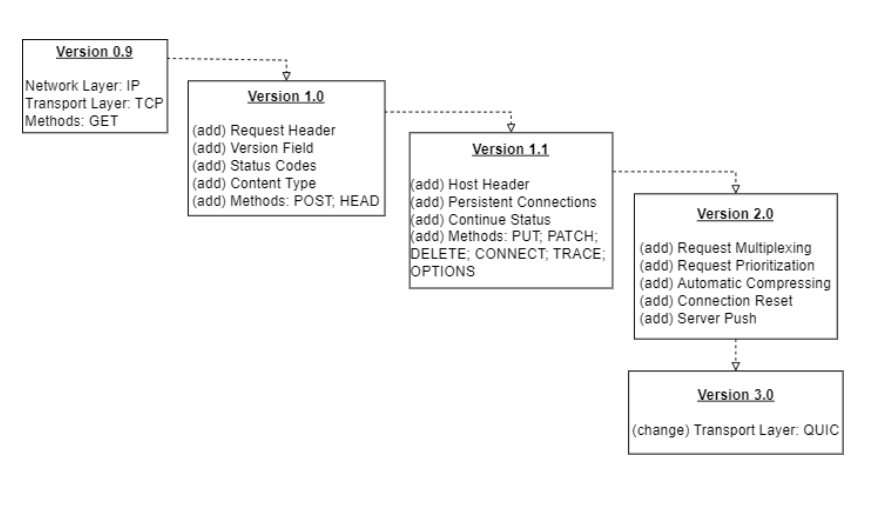 Version 0.9
Network Layer: IP
Transport Layer: TCP
Methods: GET
Version 1.0
(add) Request Header
(add) Version Field
(add) Status Codes
(add) Content Type
(add) Methods: POST; HEAD
Version 1.1
(add) Host Header
(add) Persistent Connections
(add) Continue Status
(add) Methods: PUT; PATCH;
DELETE; CONNECT; TRACE;
OPTIONS
Version 2.0
(add) Request Multiplexing
(add) Request Prioritization
(add) Automatic Compressing
(add) Connection Reset
(add) Server Push
Version 3.0
(change) Transport Layer: QUIC